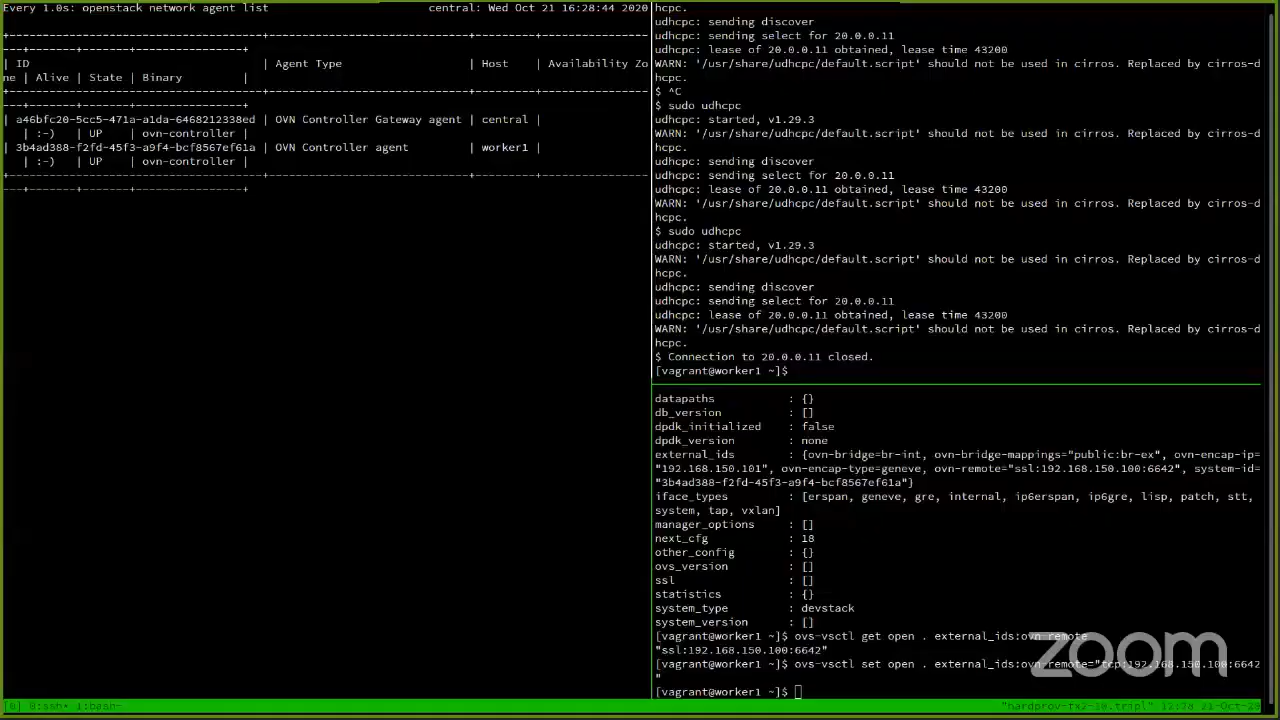 Every 1.0s: openstack network agent list central: Wed Oct 21 16:28:44 2020
+----------------------------------------+------------------------------+---------+----------------
---+-------+-------+----------------+
| ID | Agent Type | Host | Availability Zo
ne | Alive | State | Binary |
+----------------------------------------+------------------------------+---------+----------------
---+-------+-------+----------------+
| a46bfc20-5cc5-471a-a1da-6468212338ed | OVN Controller Gateway agent | central |
| :-) | UP | ovn-controller |
| 3b4ad388-f2fd-45f3-a9f4-bcf8567ef61a | OVN Controller agent | worker1 |
| :-) | UP | ovn-controller |
+----------------------------------------+------------------------------+---------+----------------
---+-------+-------+----------------+
hcpc.
udhcpc: sending discover
udhcpc: sending select for 20.0.0.11
udhcpc: lease of 20.0.0.11 obtained, lease time 43200
WARN: '/usr/share/udhcpc/default.script' should not be used in cirros. Replaced by cirros-d
hcpc.
$ ^C
$ sudo udhcpc
udhcpc: started, v1.29.3
WARN: '/usr/share/udhcpc/default.script' should not be used in cirros. Replaced by cirros-d
hcpc.
udhcpc: sending discover
udhcpc: sending select for 20.0.0.11
udhcpc: lease of 20.0.0.11 obtained, lease time 43200
WARN: '/usr/share/udhcpc/default.script' should not be used in cirros. Replaced by cirros-d
hcpc.
$ sudo udhcpc
udhcpc: started, v1.29.3
WARN: '/usr/share/udhcpc/default.script' should not be used in cirros. Replaced by cirros-d
hcpc.
udhcpc: sending discover
udhcpc: sending select for 20.0.0.11
udhcpc: lease of 20.0.0.11 obtained, lease time 43200
WARN: '/usr/share/udhcpc/default.script' should not be used in cirros. Replaced by cirros-d
hcpc.
$ Connection to 20.0.0.11 closed.
[vagrant@worker1 ~]$
datapaths : {}
db_version : []
dpdk_initialized : false
dpdk_version : none
external_ids : {ovn-bridge=br-int, ovn-bridge-mappings="public:br-ex", ovn-encap-ip=
"192.168.150.101", ovn-encap-type=geneve, ovn-remote="ssl:192.168.150.100:6642", system-id=
"3b4ad388-f2fd-45f3-a9f4-bcf8567ef61a"}
iface_types : [erspan, geneve, gre, internal, ip6erspan, ip6gre, lisp, patch, stt,
system, tap, vxlan]
manager_options : []
next_cfg : 18
other_config : {}
ovs_version : []
ssl : []
statistics : {}
system_type : devstack
system_version : []
[vagrant@worker1 ~]$ ovs-vsctl get open . external_ids:ovn-remote
"ssl:192.168.150.100:6642"
[vagrant@worker1 ~]$ ovs-vsctl set open . external_ids:ovn-remote="tcp:192.168.150.100:6642
"
[vagrant@worker1 ~]$
zoom
[0] 0:ssh* 1:bash- 12:28 21-Oct-20